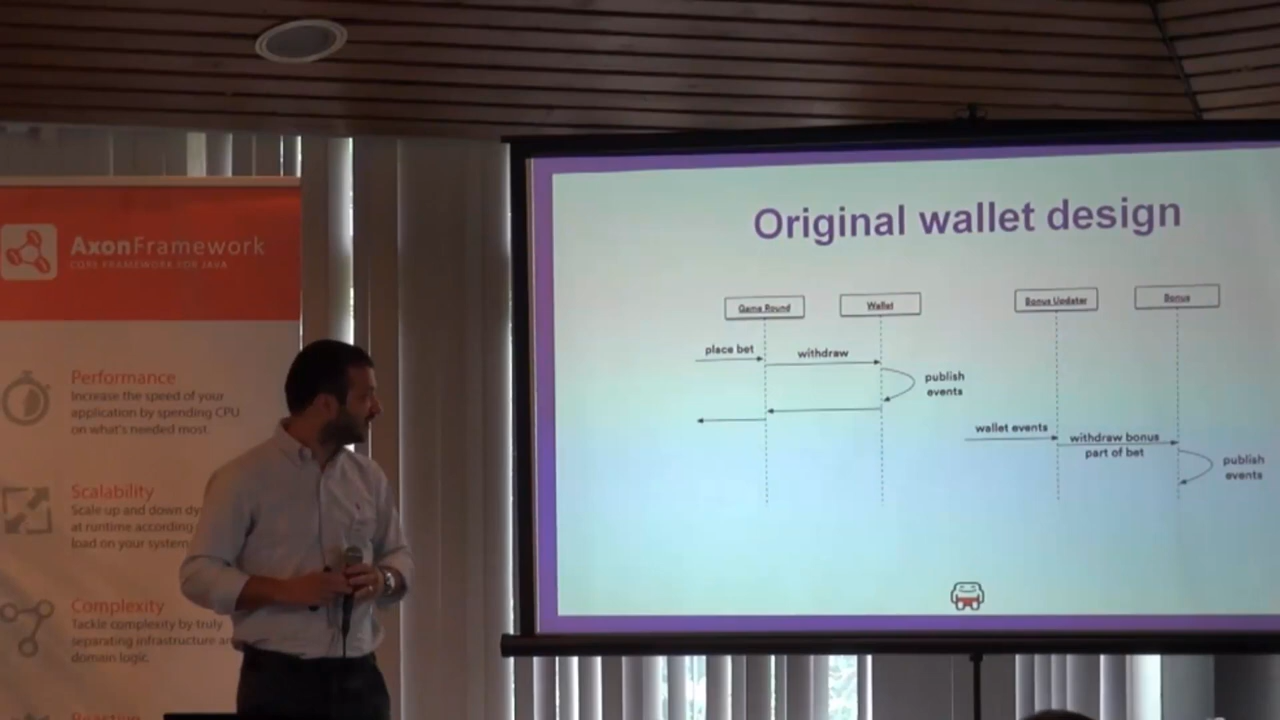 AxonFramework
CORE FRAMEWORK FOR JAVA
Performance
Increase the speed of your
application by spending CPU
on what's needed most.
Scalability
Scale up and down dy
at runtime according
load on your system
Complexity
Tackle complexity by truly
separating infrastructure an
domain logic.
Reactive
Original wallet design
Game Round
Wallet
Bonus Updater
Bonus
place bet
withdraw
publish
events
wallet events
withdraw bonus
part of bet
publish
events